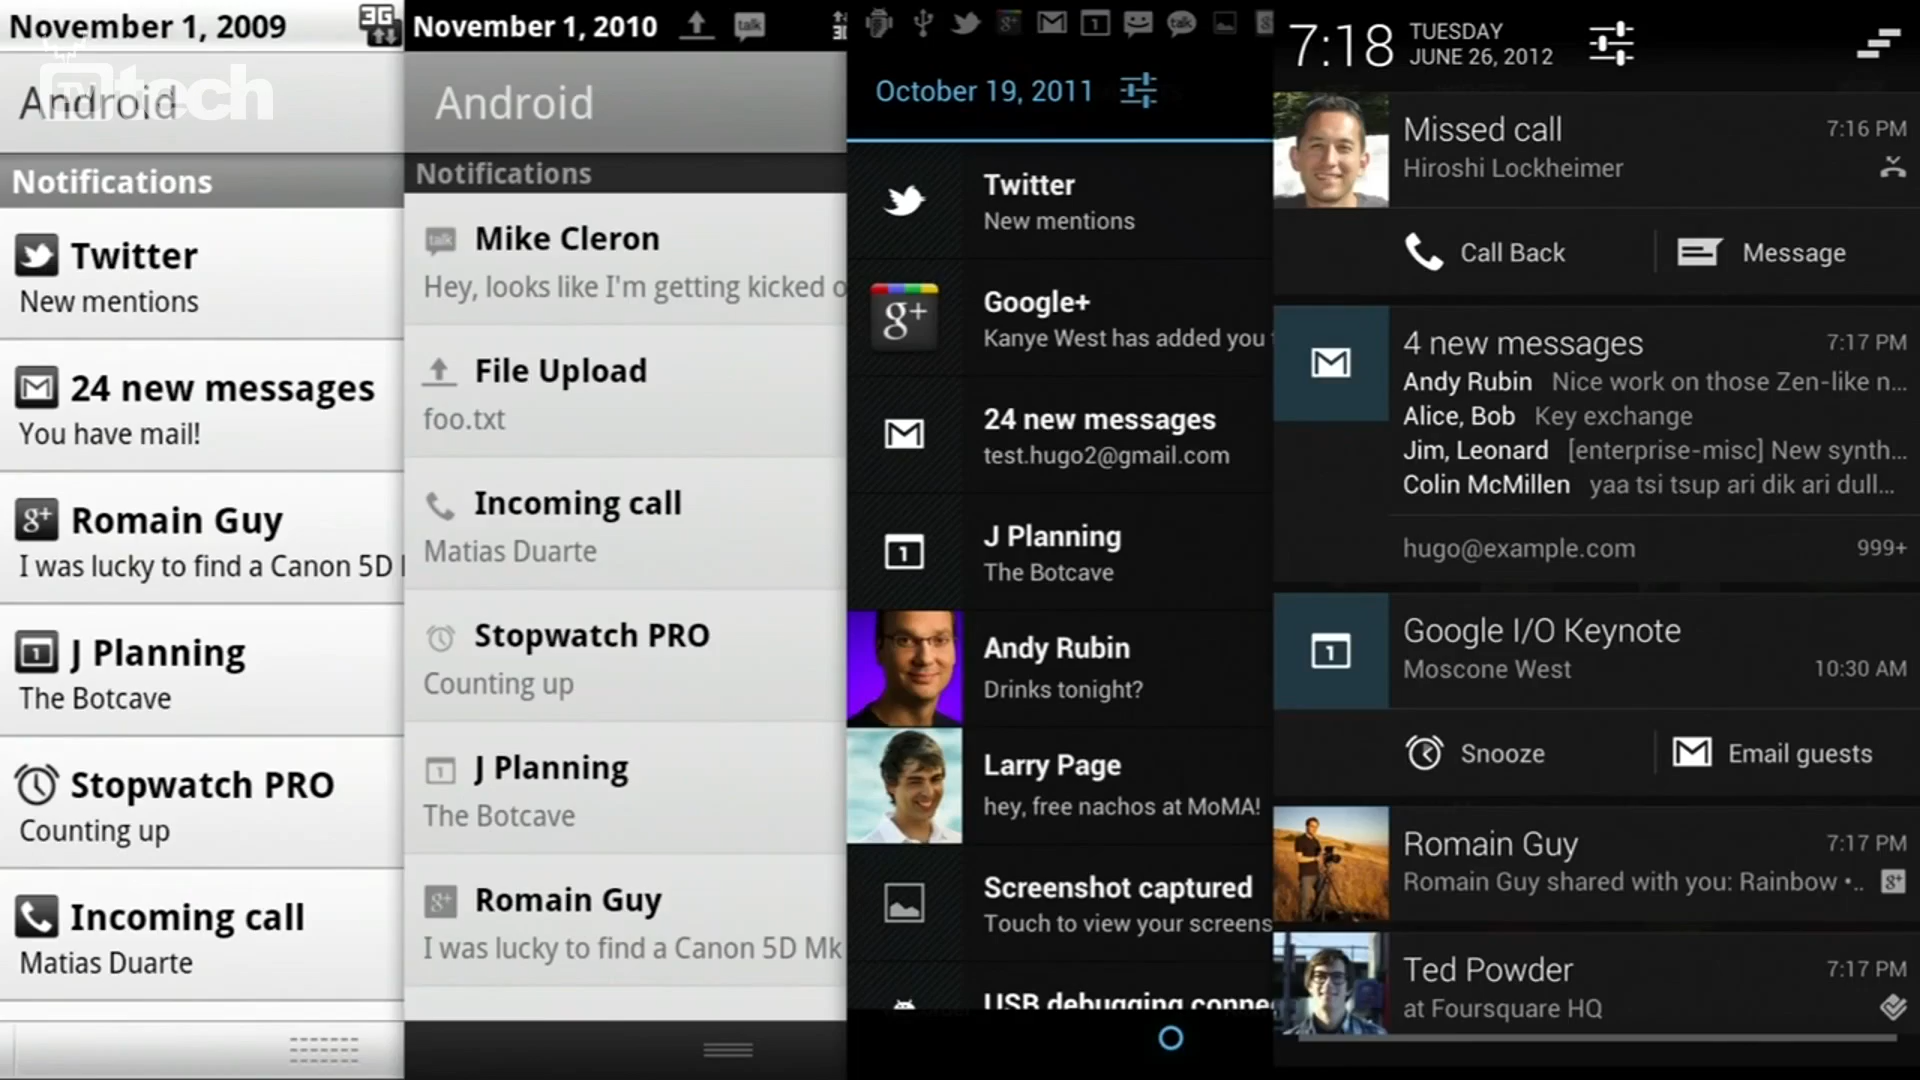 November 1, 2009
3G
tech
Android
Notifications
Twitter
New mentions
24 new messages
You have mail!
Romain Guy
I was lucky to find a Canon 5D
J Planning
The Botcave
Stopwatch PRO
Counting up
Incoming call
Matias Duarte
November 1, 2010
talk
Android
Notifications
Mike Cleron
Hey, looks like I'm getting kicked o
File Upload
foo.txt
Incoming call
Matias Duarte
Stopwatch PRO
Counting up
J Planning
The Botcave
Romain Guy
I was lucky to find a Canon 5D Mk
October 19, 2011
Twitter
New mentions
Google+
Kanye West has added you
24 new messages
test.hugo2@gmail.com
J Planning
The Botcave
Andy Rubin
Drinks tonight?
Larry Page
hey, free nachos at MoMA!
Screenshot captured
Touch to view your screens
USB debugging conne
7:18 TUESDAY
JUNE 26, 2012
Missed call 7:16 PM
Hiroshi Lockheimer
Call Back Message
4 new messages 7:17 PM
Andy Rubin Nice work on those Zen-like n...
Alice, Bob Key exchange
Jim, Leonard [enterprise-misc] New synth...
Colin McMillen yaa tsi tsup ari dik ari dull...
hugo@example.com 999+
Google I/O Keynote
Moscone West 10:30 AM
Snooze Email guests
Romain Guy 7:17 PM
Romain Guy shared with you: Rainbow •..
Ted Powder 7:17 PM
at Foursquare HQ